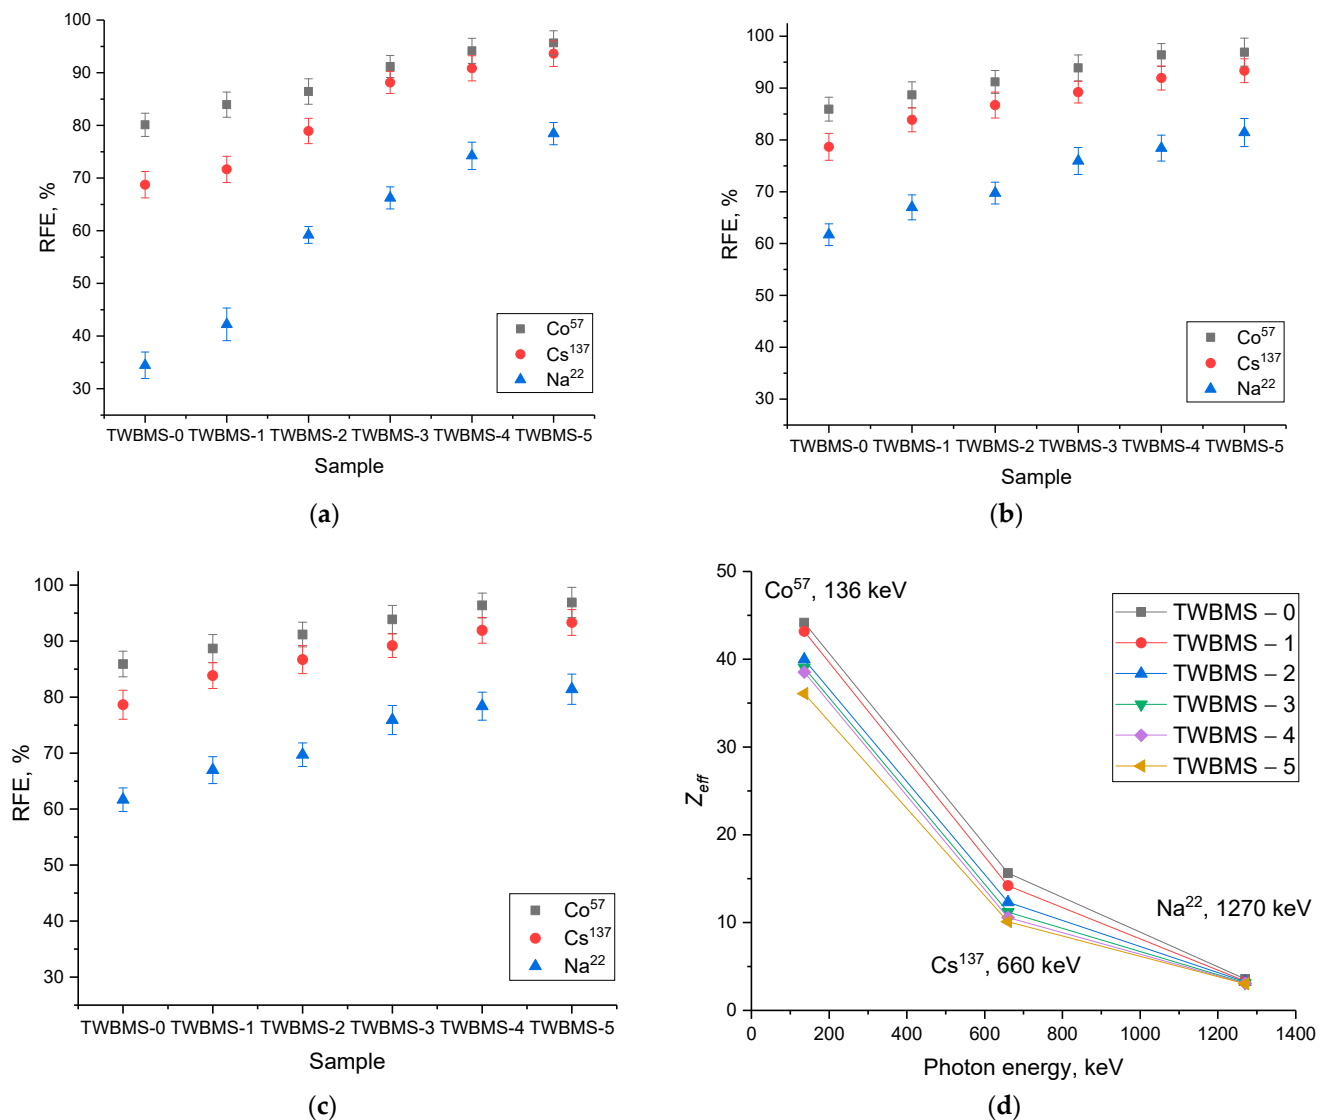 100
90
80
70
60
50
40
30
RFE, %
Co⁵⁷
Cs¹³⁷
Na²²
TWBMS-0 TWBMS-1 TWBMS-2 TWBMS-3 TWBMS-4 TWBMS-5
Sample
(a)
100
90
80
70
60
50
40
30
RFE, %
Co⁵⁷
Cs¹³⁷
Na²²
TWBMS-0 TWBMS-1 TWBMS-2 TWBMS-3 TWBMS-4 TWBMS-5
Sample
(b)
100
90
80
70
60
50
40
30
RFE, %
Co⁵⁷
Cs¹³⁷
Na²²
TWBMS-0 TWBMS-1 TWBMS-2 TWBMS-3 TWBMS-4 TWBMS-5
Sample
(c)
50
40
30
20
10
0
Z_eff
Co⁵⁷, 136 keV
TWBMS – 0
TWBMS – 1
TWBMS – 2
TWBMS – 3
TWBMS – 4
TWBMS – 5
Na²², 1270 keV
Cs¹³⁷, 660 keV
0 200 400 600 800 1000 1200 1400
Photon energy, keV
(d)